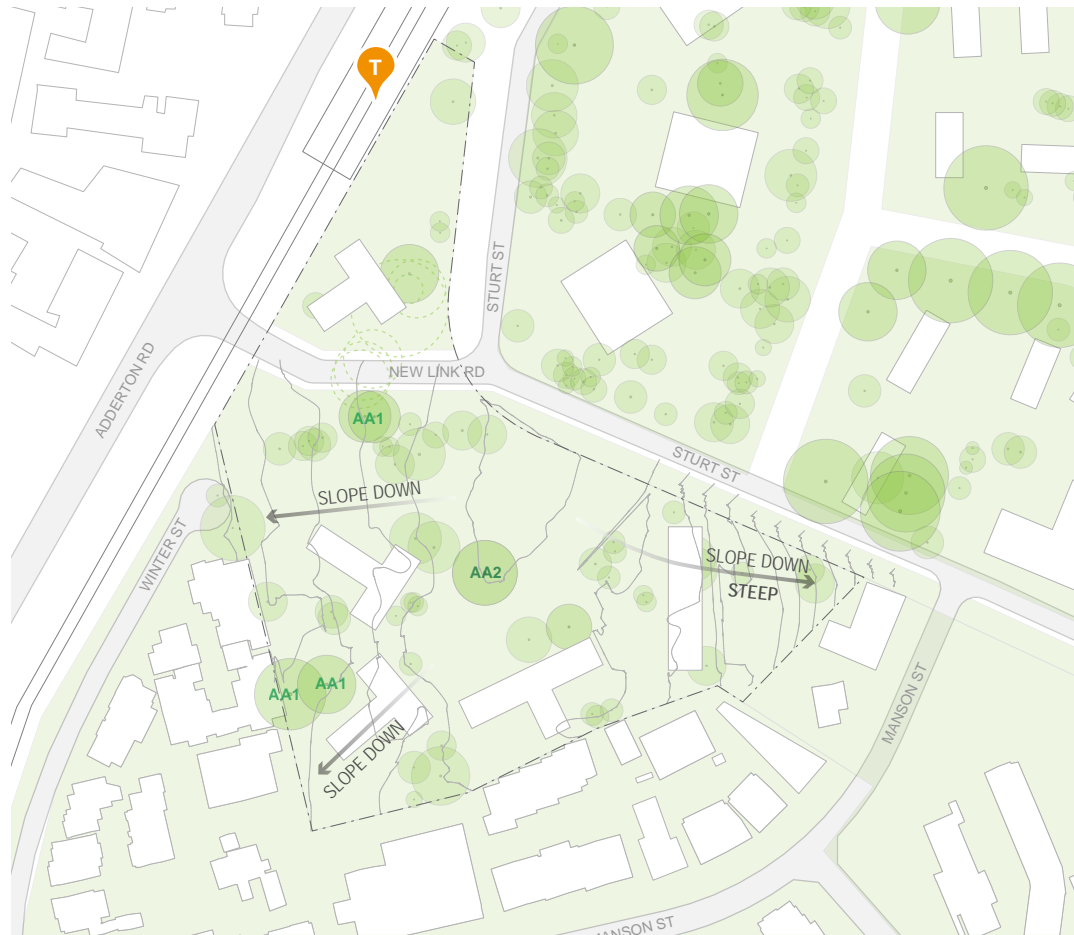 T
STURT ST
ADDERTON RD
NEW LINK RD
AA1
STURT ST
SLOPE DOWN
WINTER ST
AA2
SLOPE DOWN
STEEP
AA1
AA1
SLOPE DOWN
MANSON ST
MANSON ST